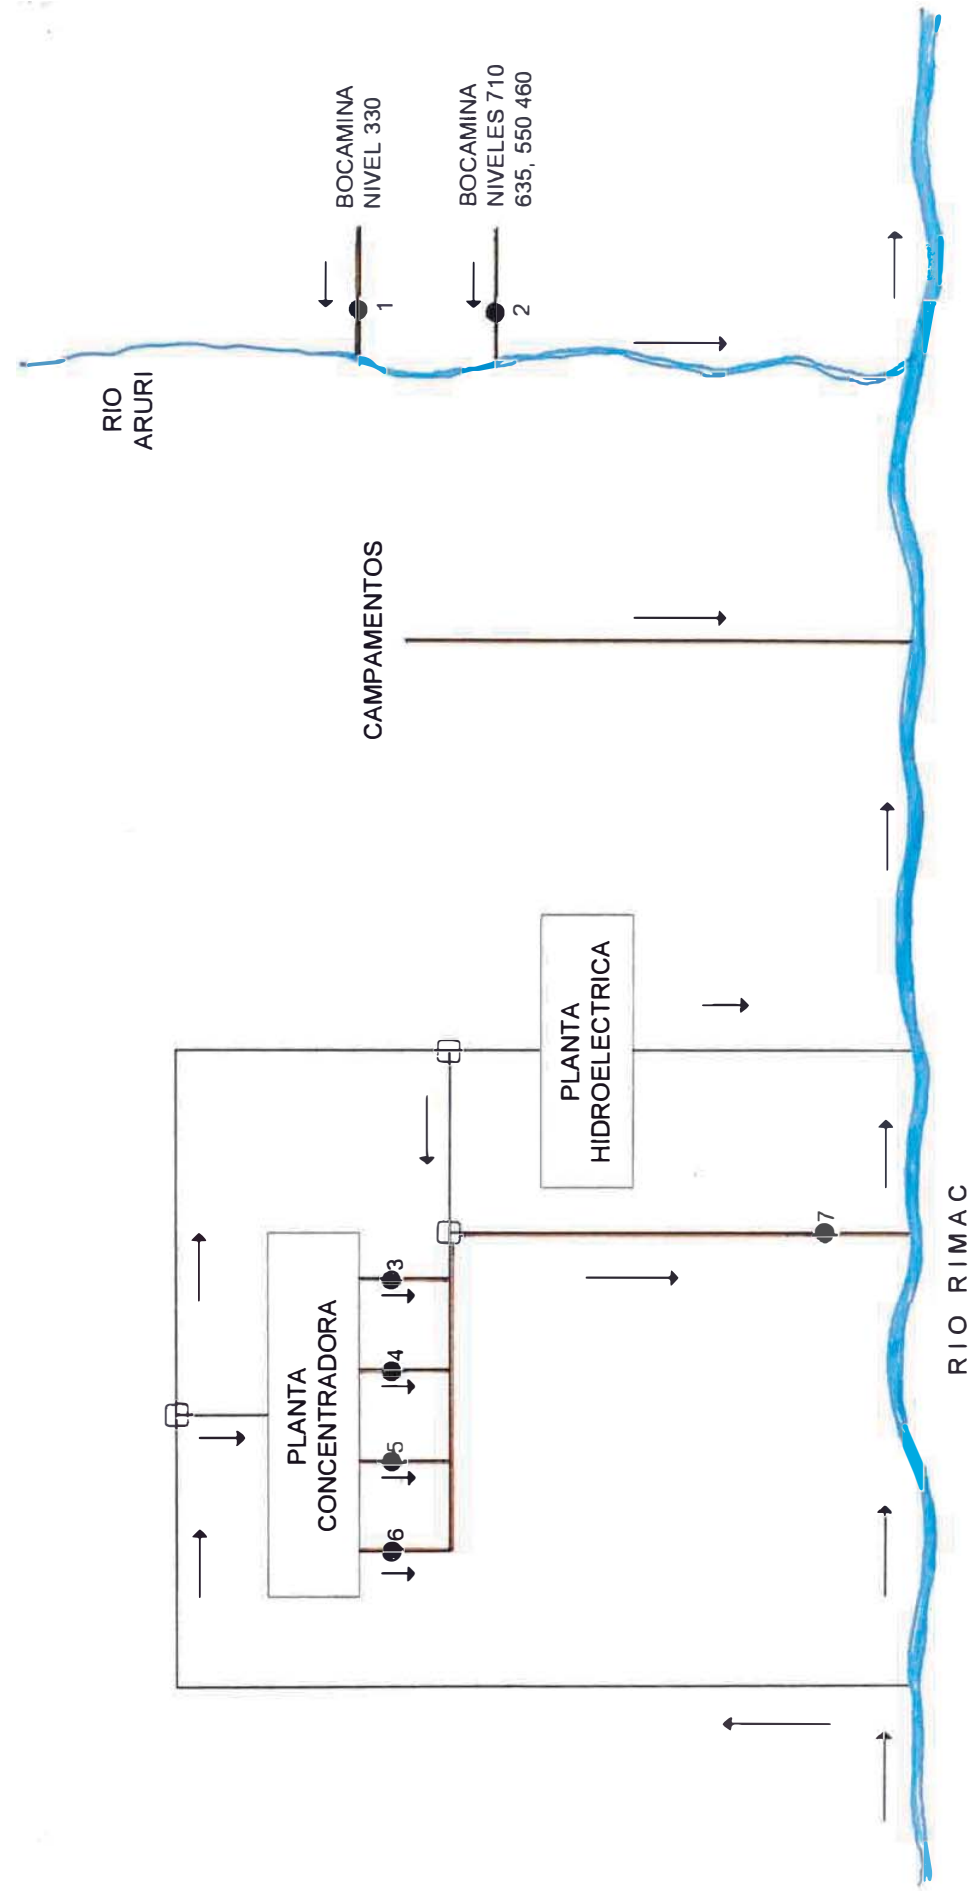 RIO
ARURI
BOCAMINA
NIVEL 330
1
BOCAMINA
NIVELES 710
635, 550 460
2
CAMPAMENTOS
PLANTA
CONCENTRADORA
6
5
4
3
PLANTA
HIDROELECTRICA
7
RIO RIMAC